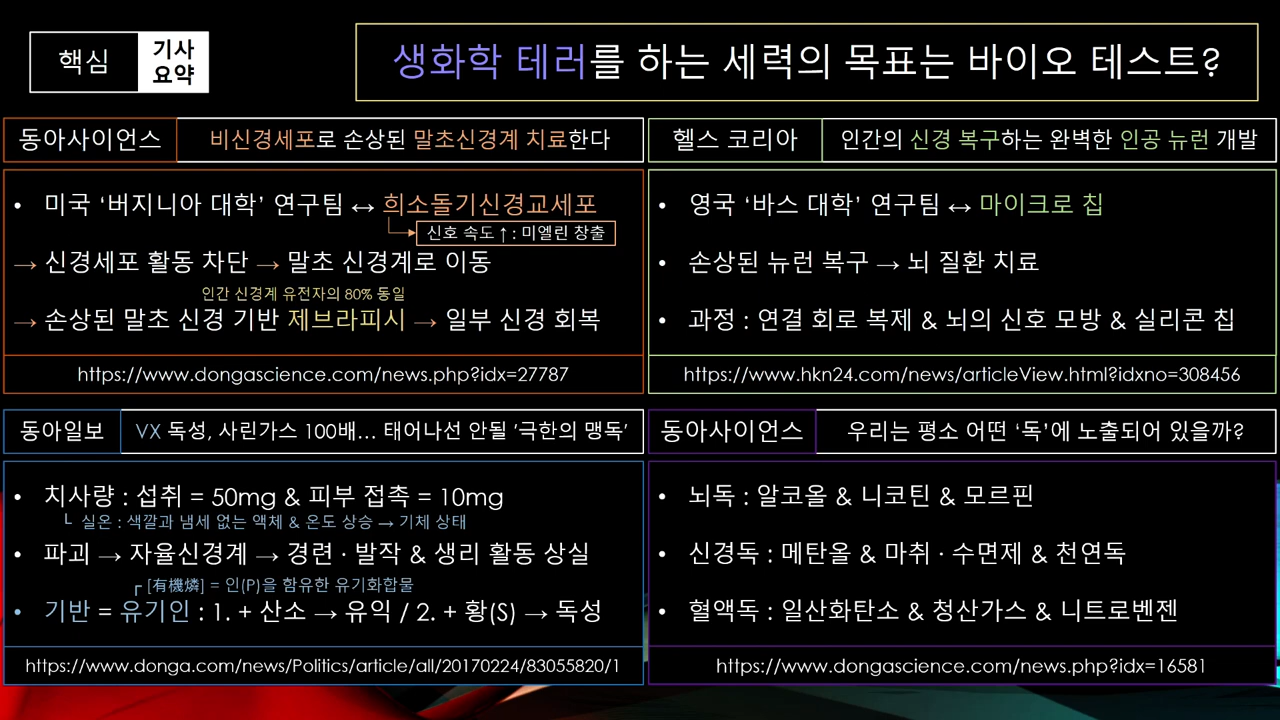 핵심
기사
요약
생화학 테러를 하는 세력의 목표는 바이오 테스트?
동아사이언스
비신경세포로 손상된 말초신경계 치료한다
• 미국 ‘버지니아 대학’ 연구팀 ↔ 희소돌기신경교세포
신호 속도 ↑ : 미엘린 창출
→ 신경세포 활동 차단 → 말초 신경계로 이동
인간 신경계 유전자의 80% 동일
→ 손상된 말초 신경 기반 제브라피시 → 일부 신경 회복
https://www.dongascience.com/news.php?idx=27787
헬스 코리아
인간의 신경 복구하는 완벽한 인공 뉴런 개발
• 영국 ‘바스 대학’ 연구팀 ↔ 마이크로 칩
• 손상된 뉴런 복구 → 뇌 질환 치료
• 과정 : 연결 회로 복제 & 뇌의 신호 모방 & 실리콘 칩
https://www.hkn24.com/news/articleView.html?idxno=308456
동아일보
VX 독성, 사린가스 100배... 태어나선 안될 ‘극한의 맹독’
• 치사량 : 섭취 = 50mg & 피부 접촉 = 10mg
└ 실온 : 색깔과 냄세 없는 액체 & 온도 상승 → 기체 상태
• 파괴 → 자율신경계 → 경련 · 발작 & 생리 활동 상실
┌ [有機燐] = 인(P)을 함유한 유기화합물
• 기반 = 유기인 : 1. + 산소 → 유익 / 2. + 황(S) → 독성
https://www.donga.com/news/Politics/article/all/20170224/83055820/1
동아사이언스
우리는 평소 어떤 ‘독’에 노출되어 있을까?
• 뇌독 : 알코올 & 니코틴 & 모르핀
• 신경독 : 메탄올 & 마취 · 수면제 & 천연독
• 혈액독 : 일산화탄소 & 청산가스 & 니트로벤젠
https://www.dongascience.com/news.php?idx=16581